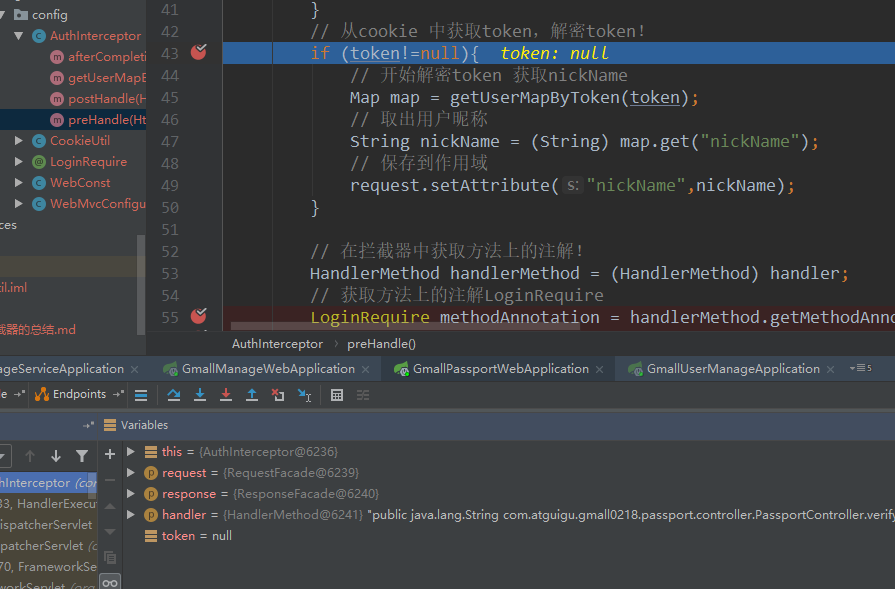 config
AuthInterceptor
afterCompleti
getUserMapB
postHandle(H
preHandle(Ht
CookieUtil
LoginRequire
WebConst
WebMvcConfigu
ces
til.iml
截器的总结.md
41 }
42 // 从cookie 中获取token，解密token!
43 if (token!=null){ token: null
44 // 开始解密token 获取nickName
45 Map map = getUserMapByToken(token);
46 // 取出用户昵称
47 String nickName = (String) map.get("nickName");
48 // 保存到作用域
49 request.setAttribute( s: "nickName",nickName);
50 }
51
52 // 在拦截器中获取方法上的注解!
53 HandlerMethod handlerMethod = (HandlerMethod) handler;
54 // 获取方法上的注解LoginRequire
55 LoginRequire methodAnnotation = handlerMethod.getMethodAnno
AuthInterceptor preHandle()
ageServiceApplication GmallManageWebApplication GmallPassportWebApplication GmallUserManageApplication 5
le Endpoints
Variables
this = {AuthInterceptor@6236}
request = {RequestFacade@6239}
response = {ResponseFacade@6240}
handler = {HandlerMethod@6241} "public java.lang.String com.atguigu.gmall0218.passport.controller.PassportController.verify
token = null
hInterceptor (con
33, HandlerExecut
ispatcherServlet
patcherServlet (c
70, FrameworkSe
workServlet (org